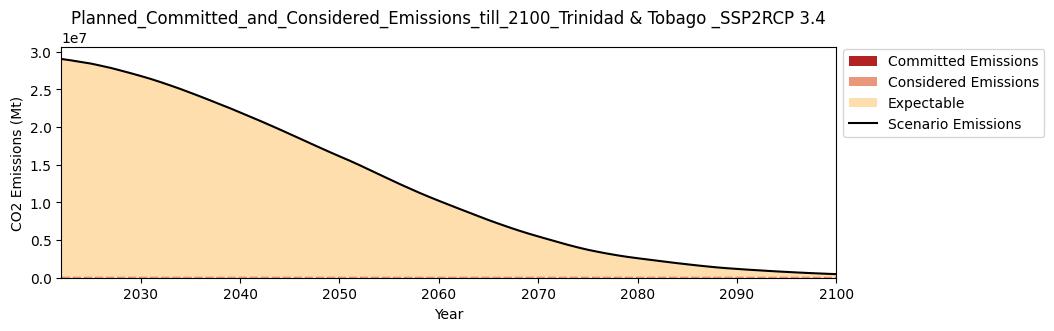 Planned_Committed_and_Considered_Emissions_till_2100_Trinidad & Tobago _SSP2RCP 3.4
1e7
3.0
2.5
2.0
1.5
1.0
0.5
0.0
CO2 Emissions (Mt)
2030 2040 2050 2060 2070 2080 2090 2100
Year
Committed Emissions
Considered Emissions
Expectable
Scenario Emissions